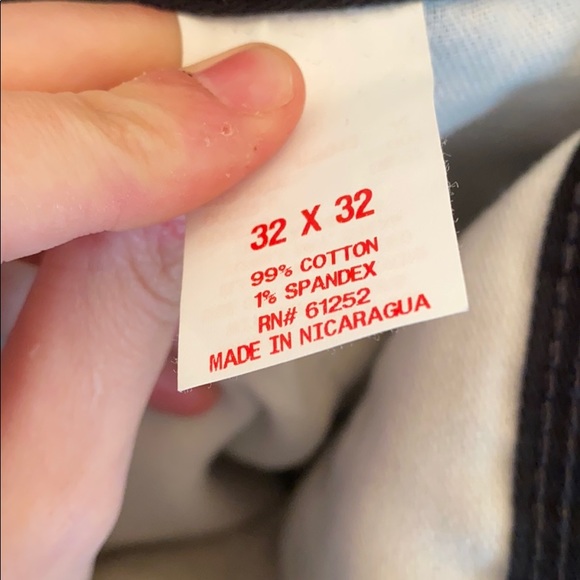 32 X 32
99% COTTON
1% SPANDEX
RN# 61252
MADE IN NICARAGUA